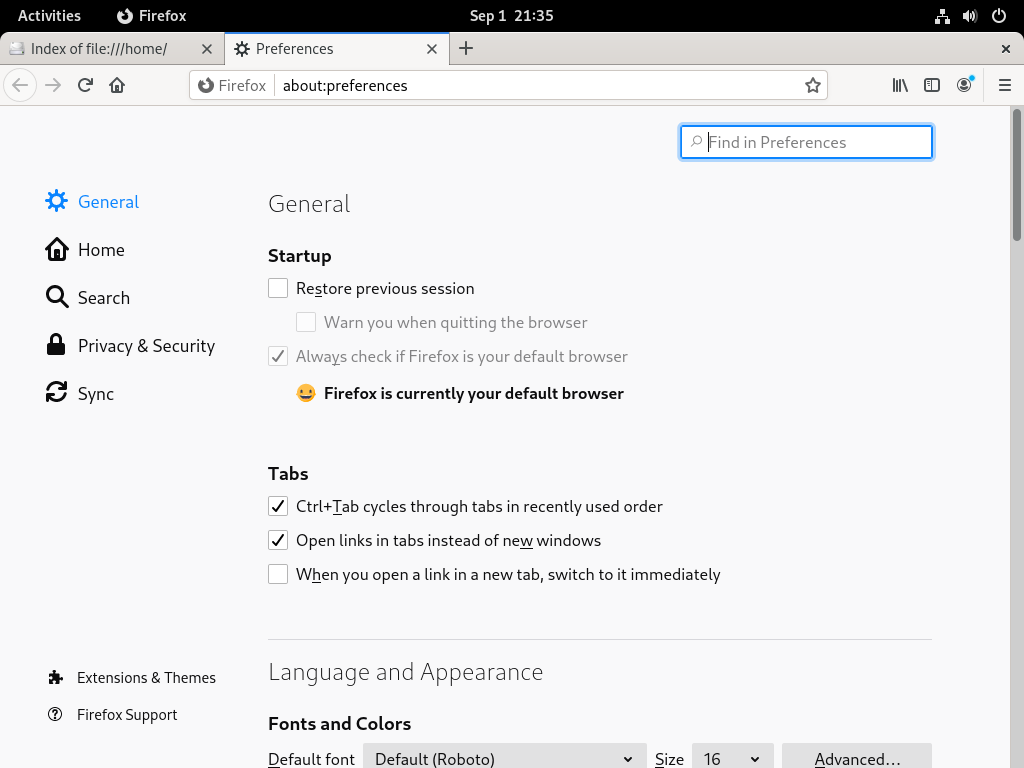 Activities
Firefox
Sep 1 21:35
Index of file:///home/
Preferences
Firefox
about:preferences
Find in Preferences
General
Home
Search
Privacy & Security
Sync
Extensions & Themes
Firefox Support
General
Startup
Restore previous session
Warn you when quitting the browser
Always check if Firefox is your default browser
Firefox is currently your default browser
Tabs
Ctrl+Tab cycles through tabs in recently used order
Open links in tabs instead of new windows
When you open a link in a new tab, switch to it immediately
Language and Appearance
Fonts and Colors
Default font Default (Roboto) Size 16 Advanced...